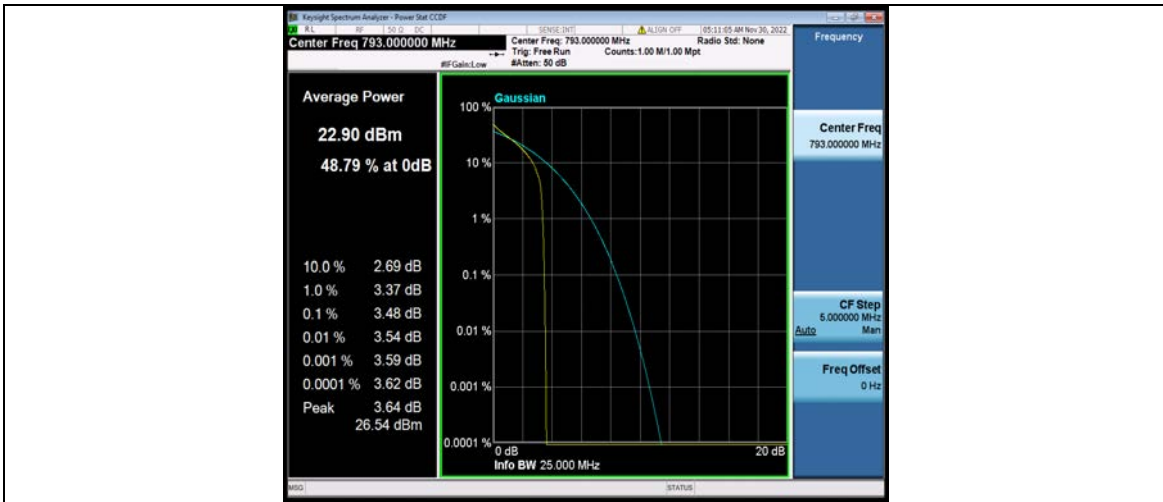 Keysight Spectrum Analyzer - Power Stat CCDF
RL RF 50 Ω DC SENSE:INT ALIGN OFF 05:11:05 AM Nov 30, 2022
Center Freq 793.000000 MHz
Center Freq: 793.000000 MHz Radio Std: None
Trig: Free Run Counts:1.00 M/1.00 Mpt
#IFGain:Low #Atten: 50 dB
Frequency
Average Power
22.90 dBm
48.79 % at 0dB
10.0 % 2.69 dB
1.0 % 3.37 dB
0.1 % 3.48 dB
0.01 % 3.54 dB
0.001 % 3.59 dB
0.0001 % 3.62 dB
Peak 3.64 dB
26.54 dBm
Gaussian
100 %
10 %
1 %
0.1 %
0.01 %
0.001 %
0.0001 %
0 dB 20 dB
Info BW 25.000 MHz
Center Freq
793.000000 MHz
CF Step
5.000000 MHz
Auto Man
Freq Offset
0 Hz
MSG STATUS